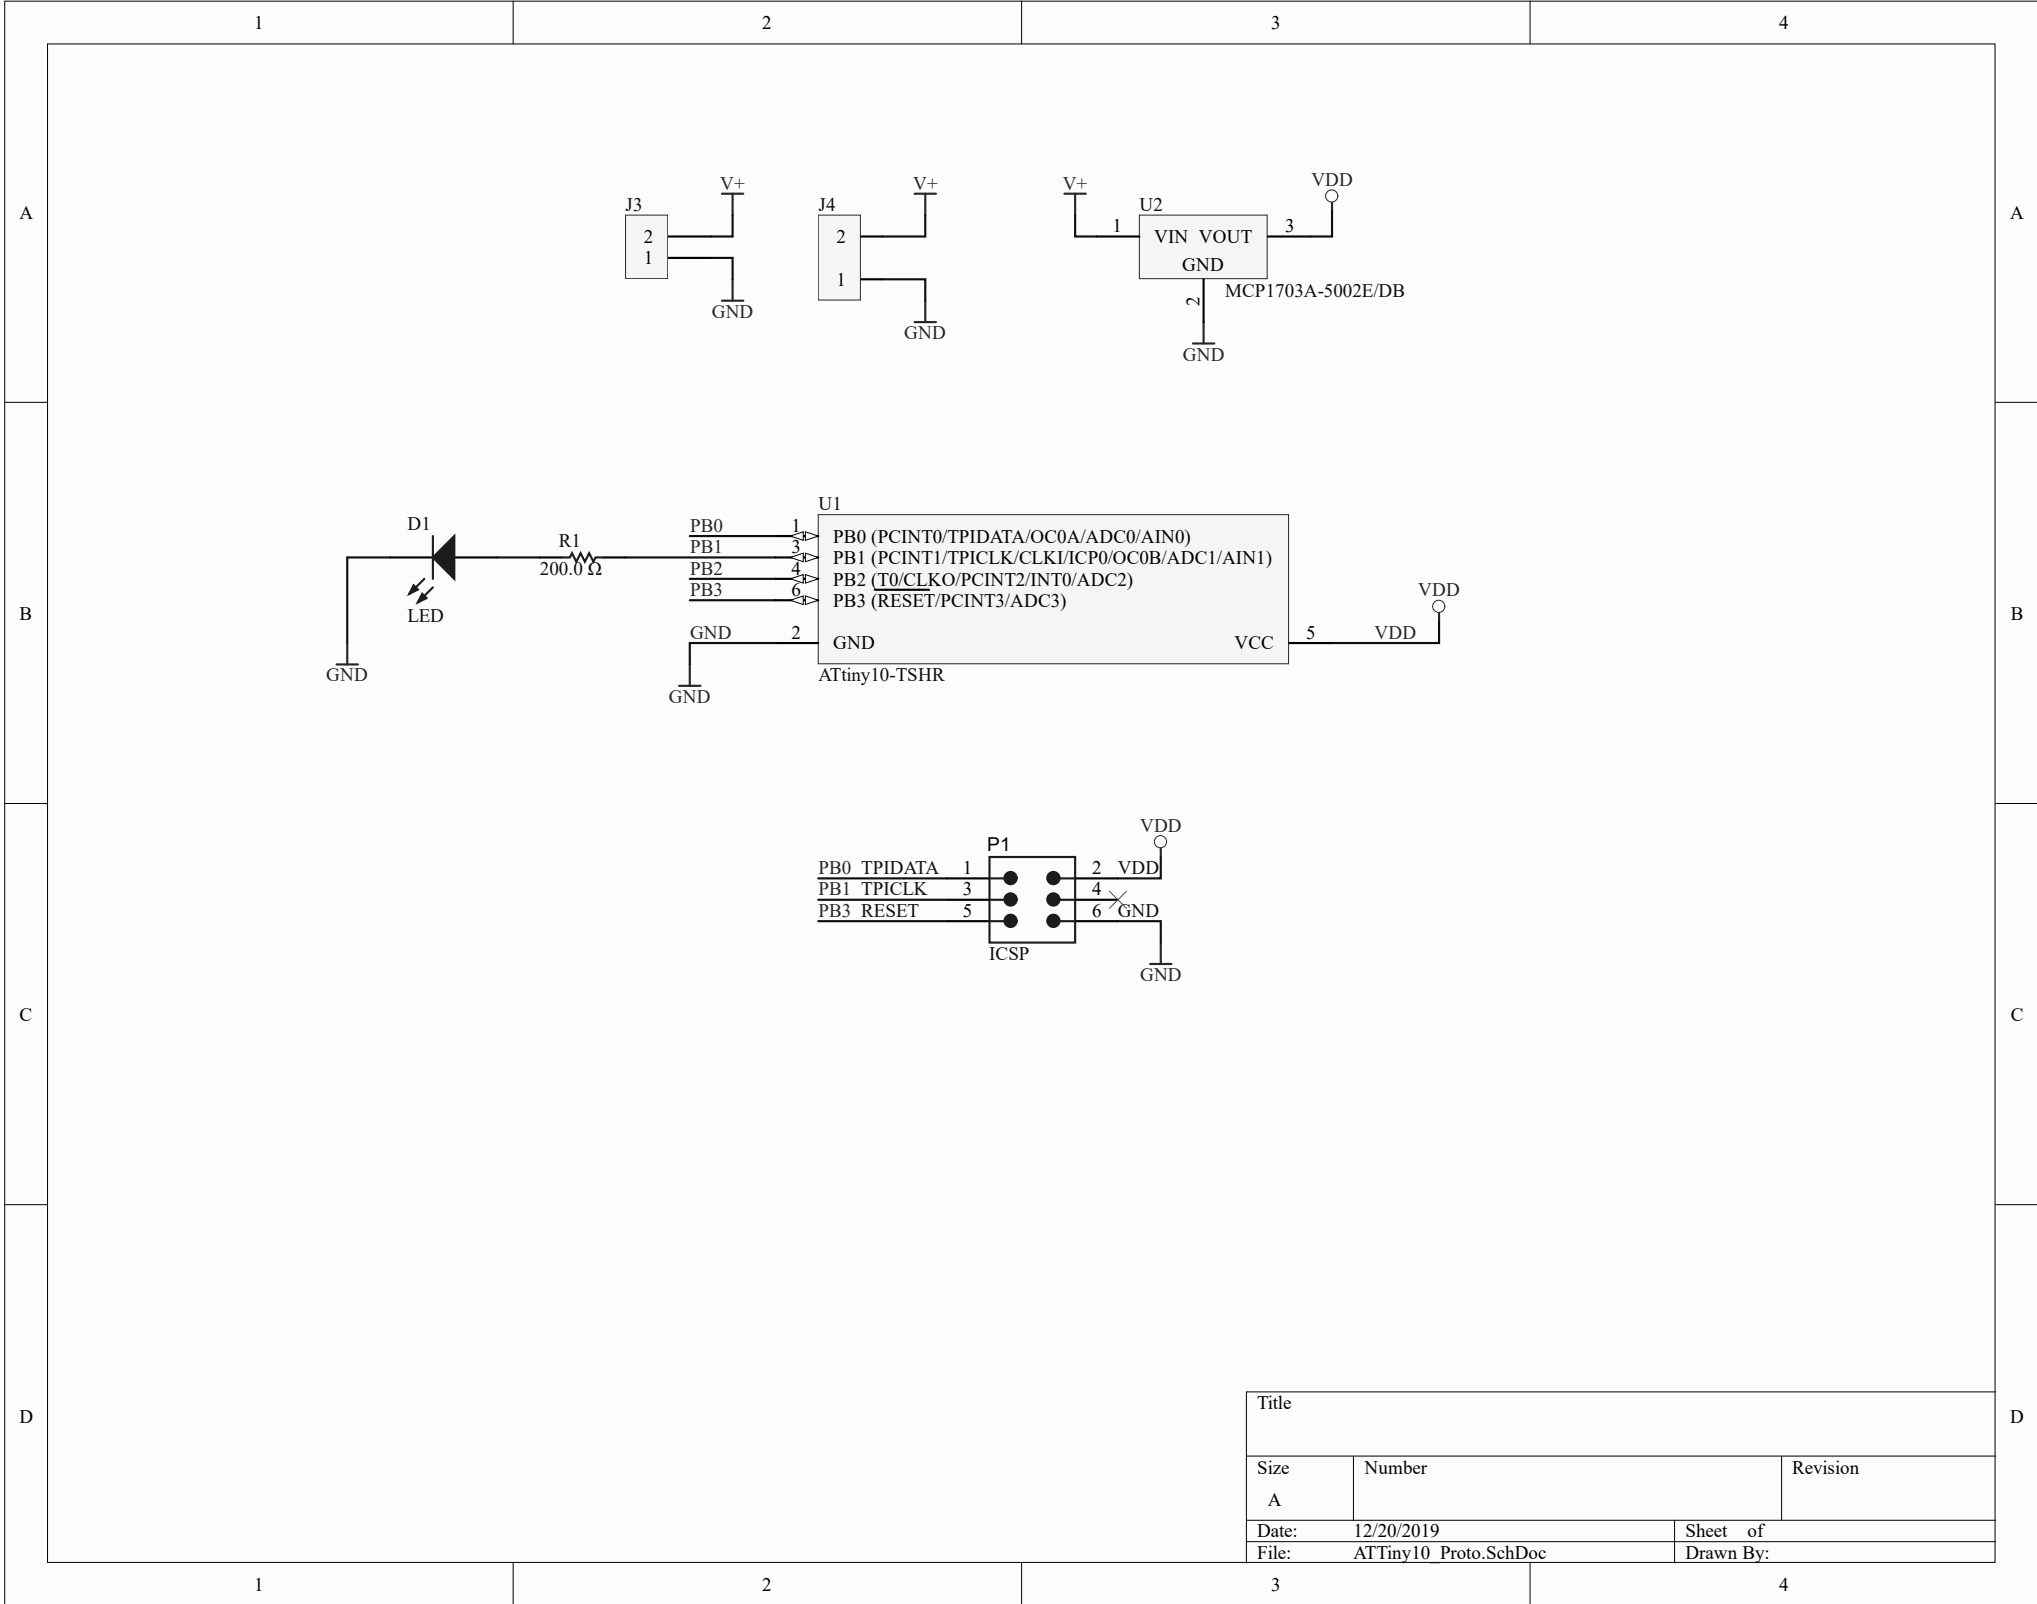 1 2 3 4
A A
V+ V+ V+ VDD
J3 J4 U2
2 2 1 VIN VOUT 3
1 1 GND
MCP1703A-5002E/DB
2
GND GND GND
B B
U1
D1 R1 PB0 1 PB0 (PCINT0/TPIDATA/OC0A/ADC0/AIN0)
PB1 3 PB1 (PCINT1/TPICLK/CLKI/ICP0/OC0B/ADC1/AIN1)
200.0 Ω PB2 4 PB2 (T0/CLKO/PCINT2/INT0/ADC2)
LED PB3 6 PB3 (RESET/PCINT3/ADC3)
VDD
GND 2 GND VCC 5 VDD
GND GND ATtiny10-TSHR
C C
VDD
P1
PB0 TPIDATA 1 2 VDD
PB1 TPICLK 3 4
PB3 RESET 5 6 GND
ICSP
GND
D D
Title
Size Number Revision
A
Date: 12/20/2019 Sheet of
File: ATTiny10_Proto.SchDoc Drawn By:
1 2 3 4